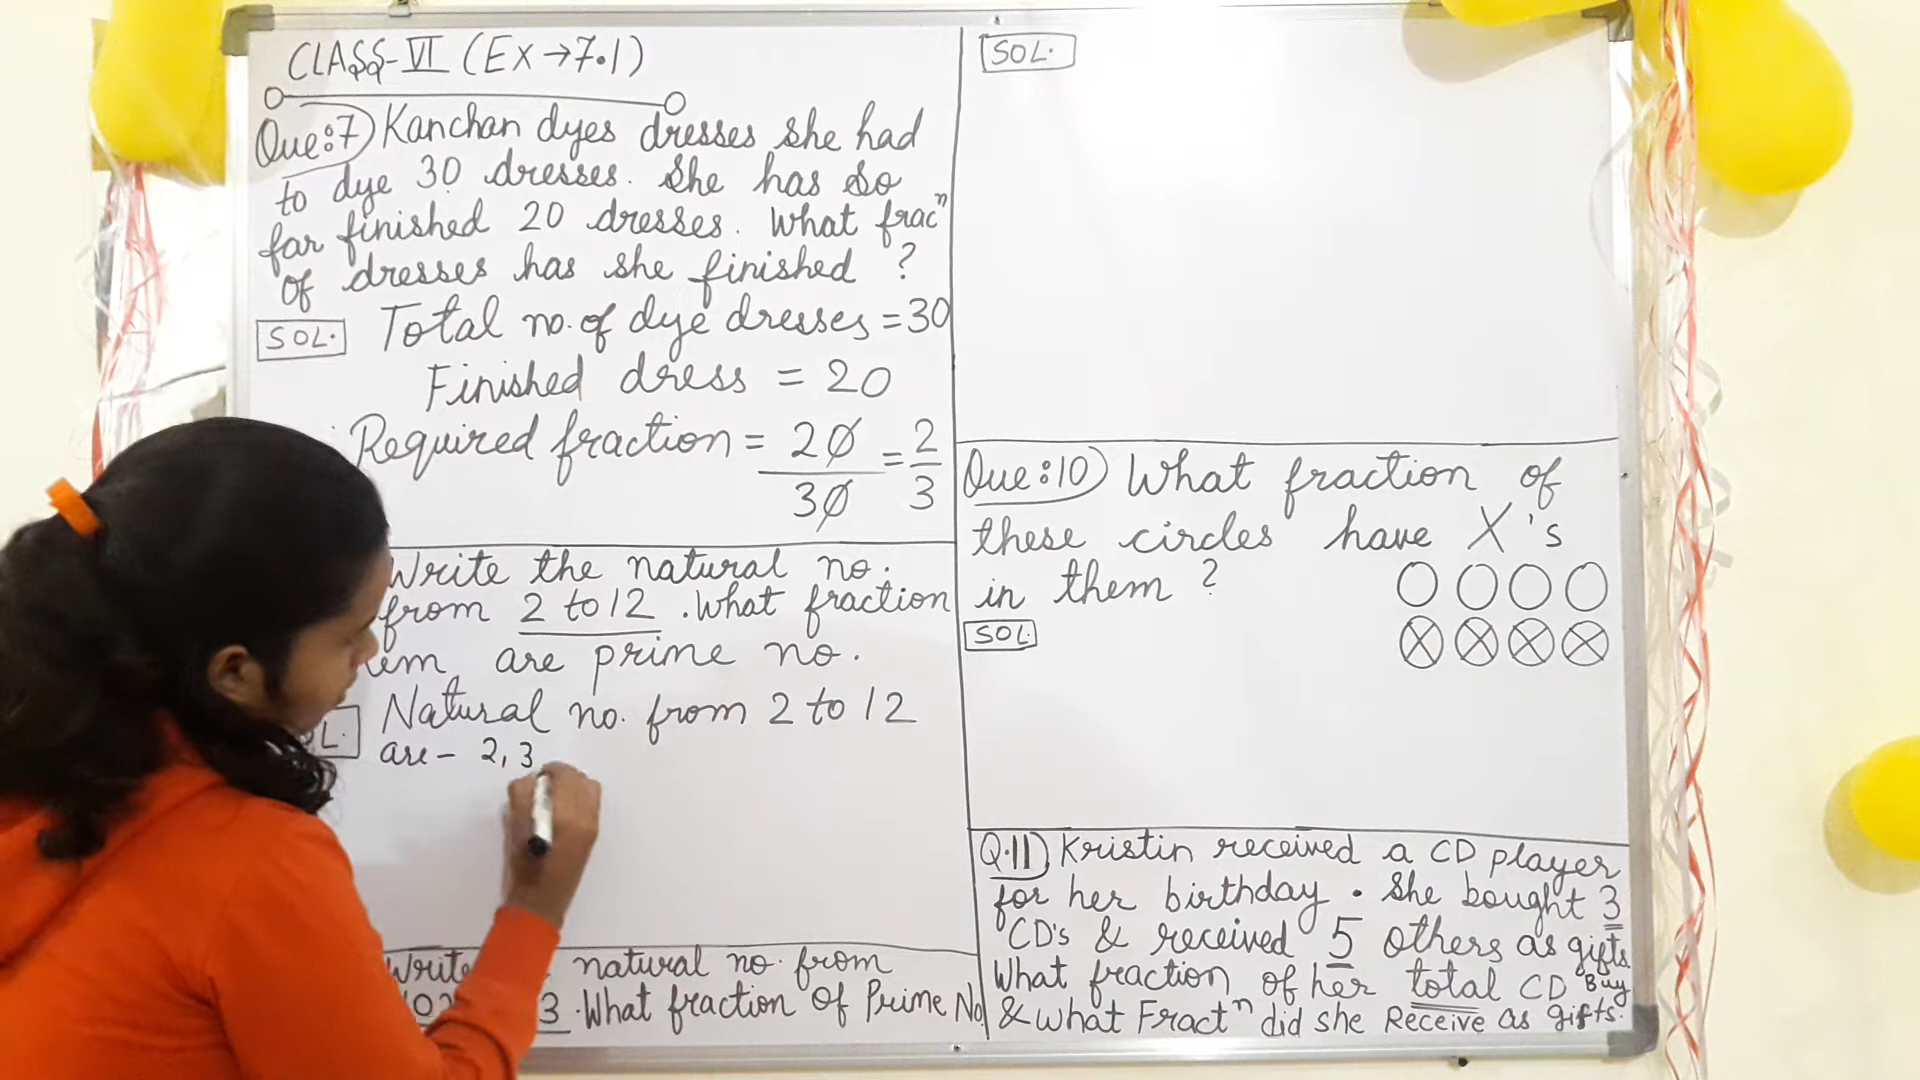 CLASS-VI (EX→7.1)
Que:7) Kanchan dyes dresses she had
to dye 30 dresses. She has so
far finished 20 dresses. What fracⁿ
of dresses has she finished ?
SOL. Total no. of dye dresses = 30
Finished dress = 20
Required fraction = 20/30 = 2/3
Write the natural no.
from 2 to 12. What fraction
are prime no.
Natural no. from 2 to 12
are - 2, 3
Write natural no. from
3. What fraction of Prime No.
SOL.
Que:10) What fraction of
these circles have X's
in them ?
SOL.
Q.11) Kristin received a CD player
for her birthday. She bought 3
CD's & received 5 others as gifts.
What fraction of her total CD Buy
& what Fractⁿ did she Receive as gifts.